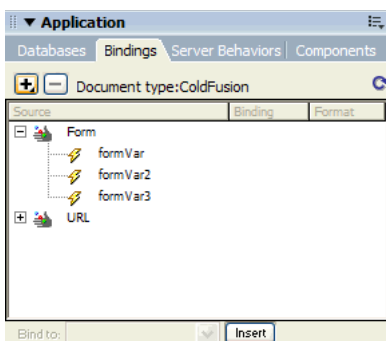 Application
Databases Bindings Server Behaviors Components
Document type:ColdFusion
Source Binding Format
Form
formVar
formVar2
formVar3
URL
Bind to: Insert